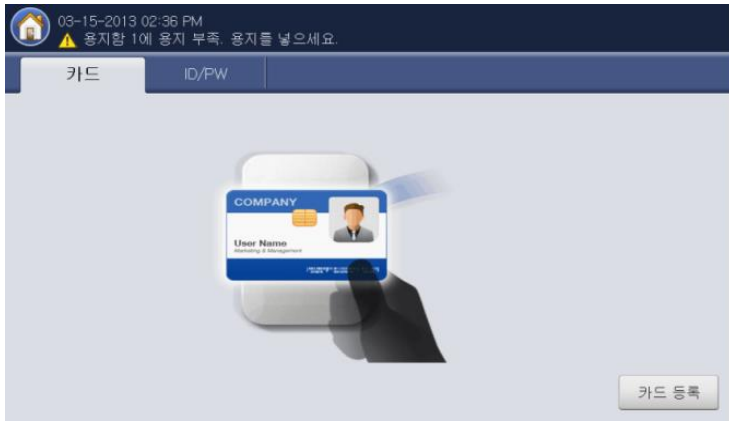 03-15-2013 02:36 PM
용지함 1에 용지 부족. 용지를 넣으세요.
카드
ID/PW
COMPANY
User Name
Marketing & Management
카드 등록